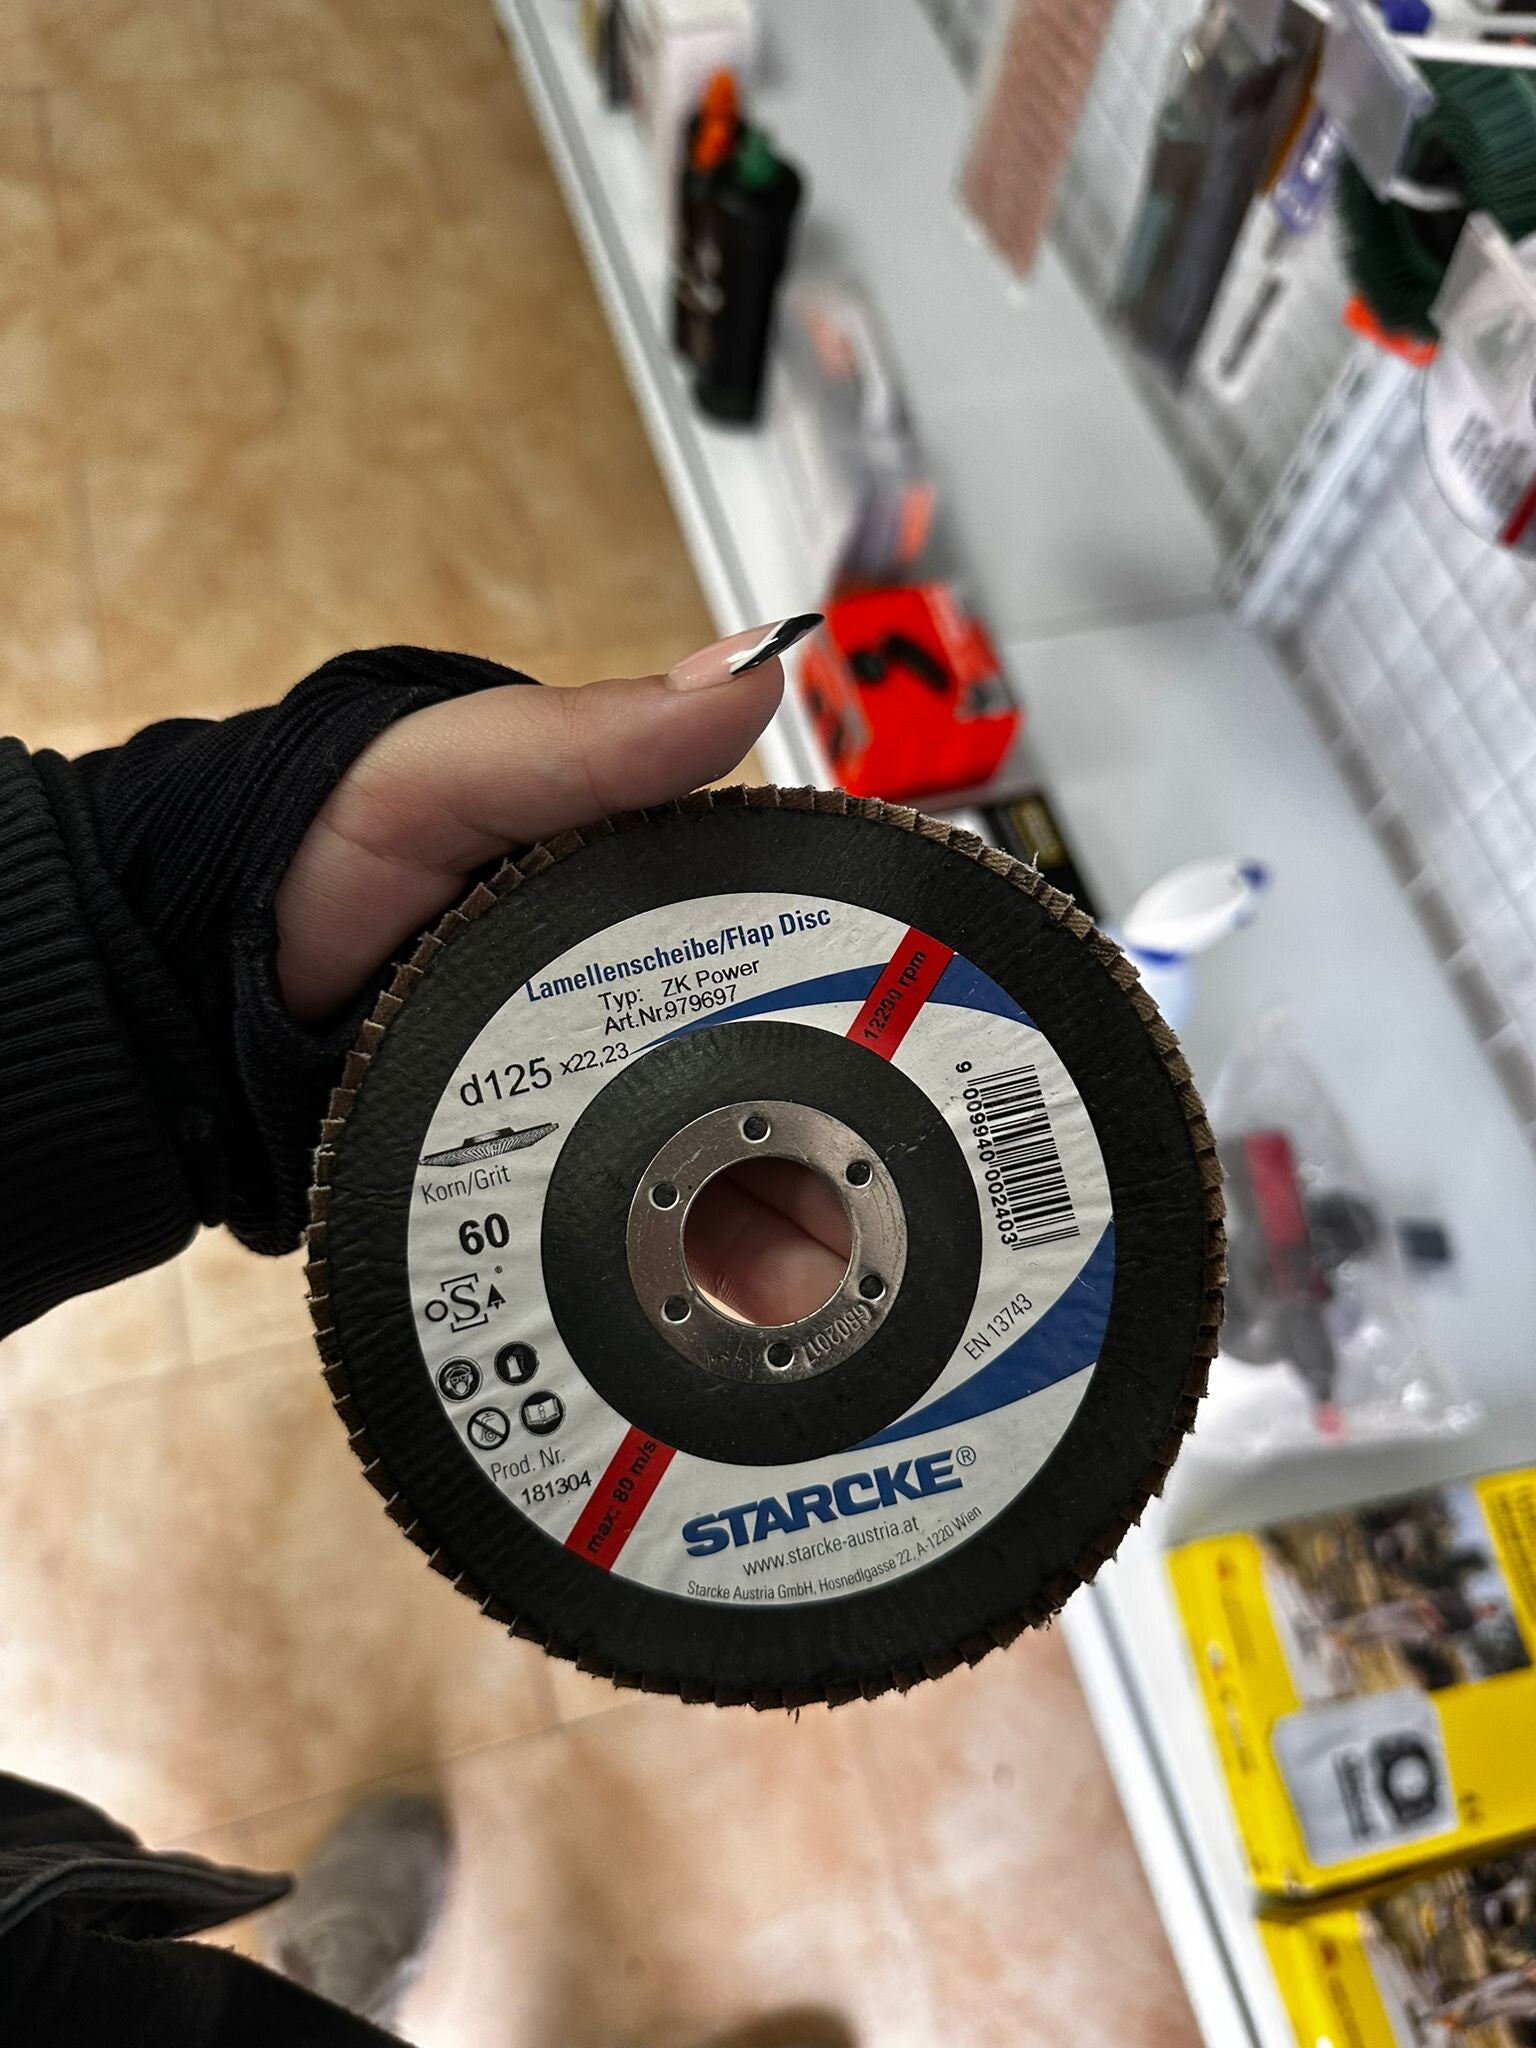 Lamellenscheibe/Flap Disc
Typ: ZK Power
Art.Nr.979697
12290 rpm
d125 x22,23
Korn/Grit
60
oSA®
9 009940 002403
EN 13743
GB02017
Prod. Nr.
181304
max: 80 m/s
STARCKE®
www.starcke-austria.at
Starcke Austria GmbH, Hosnedlgasse 22, A-1220 Wien